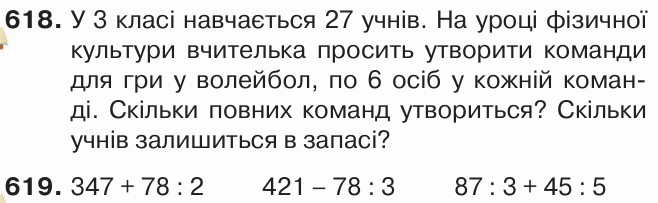 618. У 3 класі навчається 27 учнів. На уроці фізичної
культури вчителька просить утворити команди
для гри у волейбол, по 6 осіб у кожній коман-
ді. Скільки повних команд утвориться? Скільки
учнів залишиться в запасі?
619. 347 + 78 : 2 421 – 78 : 3 87 : 3 + 45 : 5